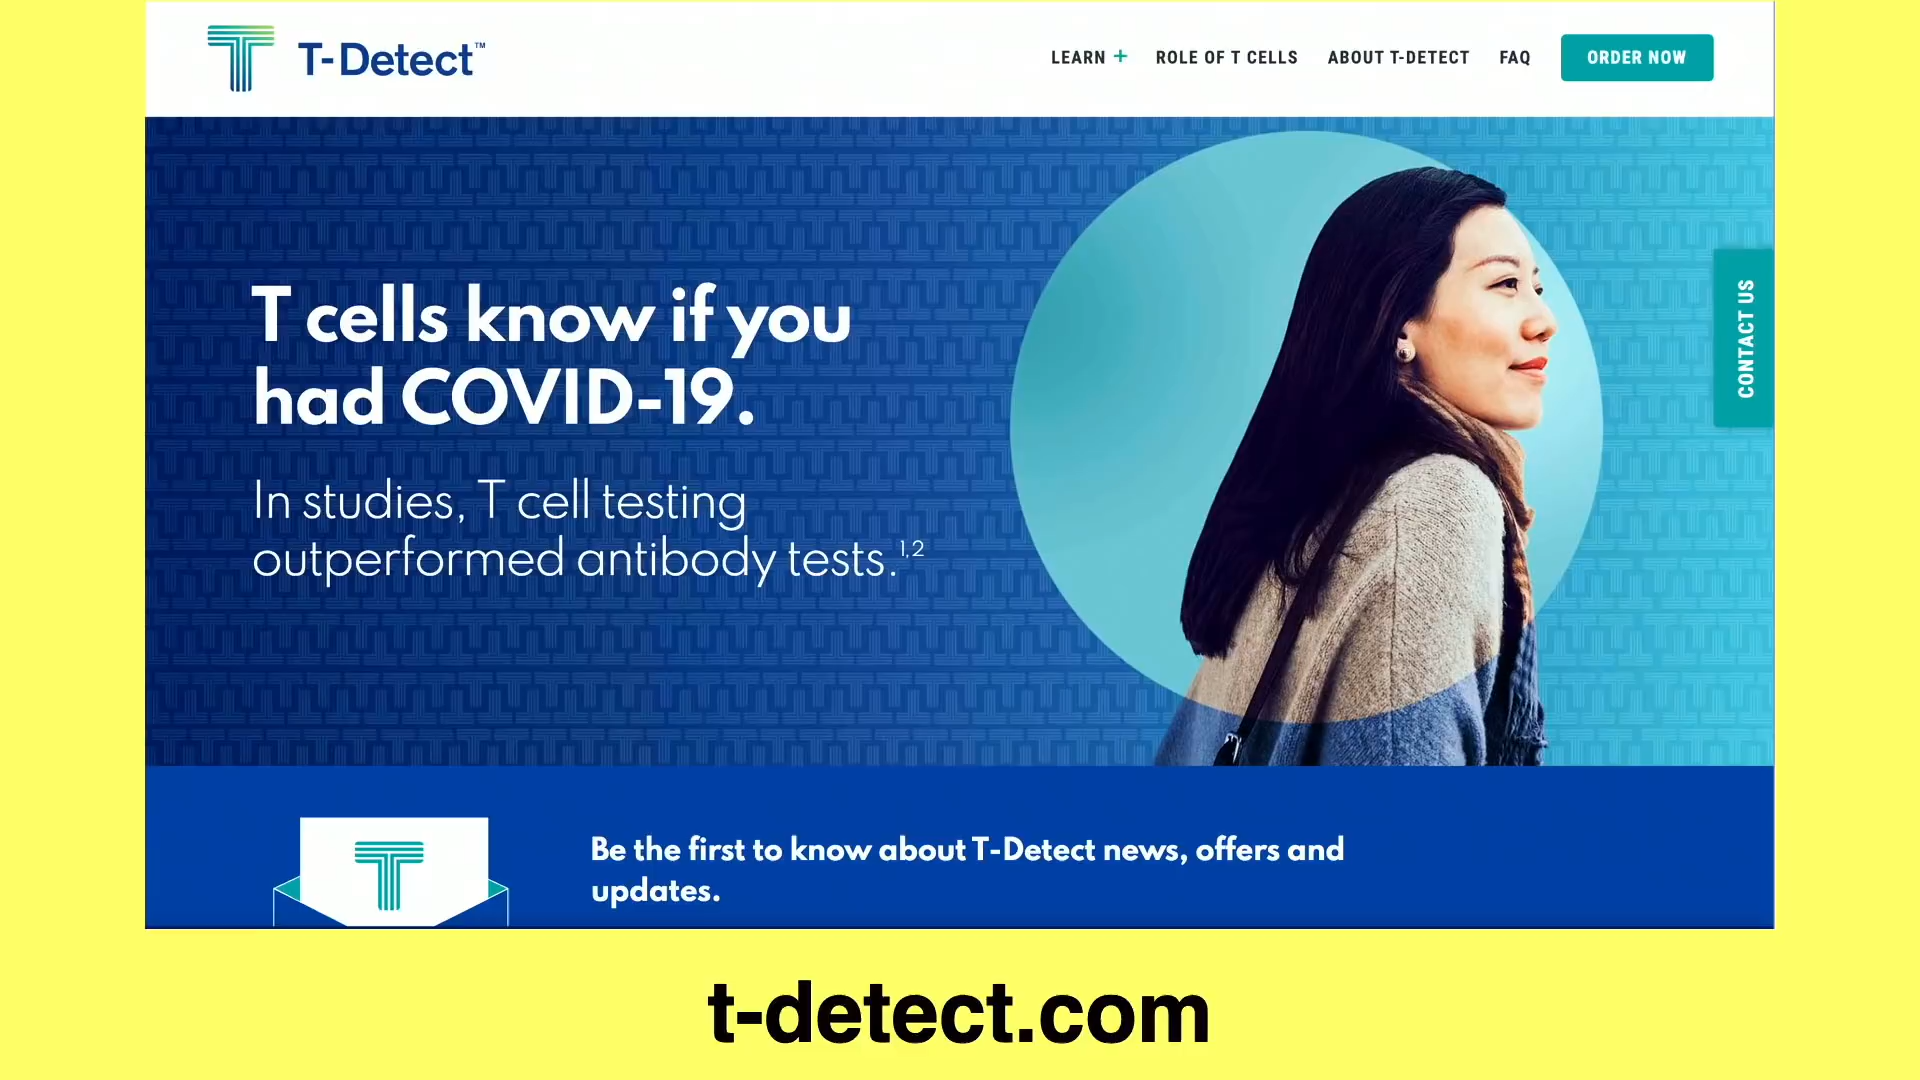 T-Detect™
LEARN + ROLE OF T CELLS ABOUT T-DETECT FAQ ORDER NOW
T cells know if you
had COVID-19.
In studies, T cell testing
outperformed antibody tests.1,2
CONTACT US
Be the first to know about T-Detect news, offers and
updates.
t-detect.com